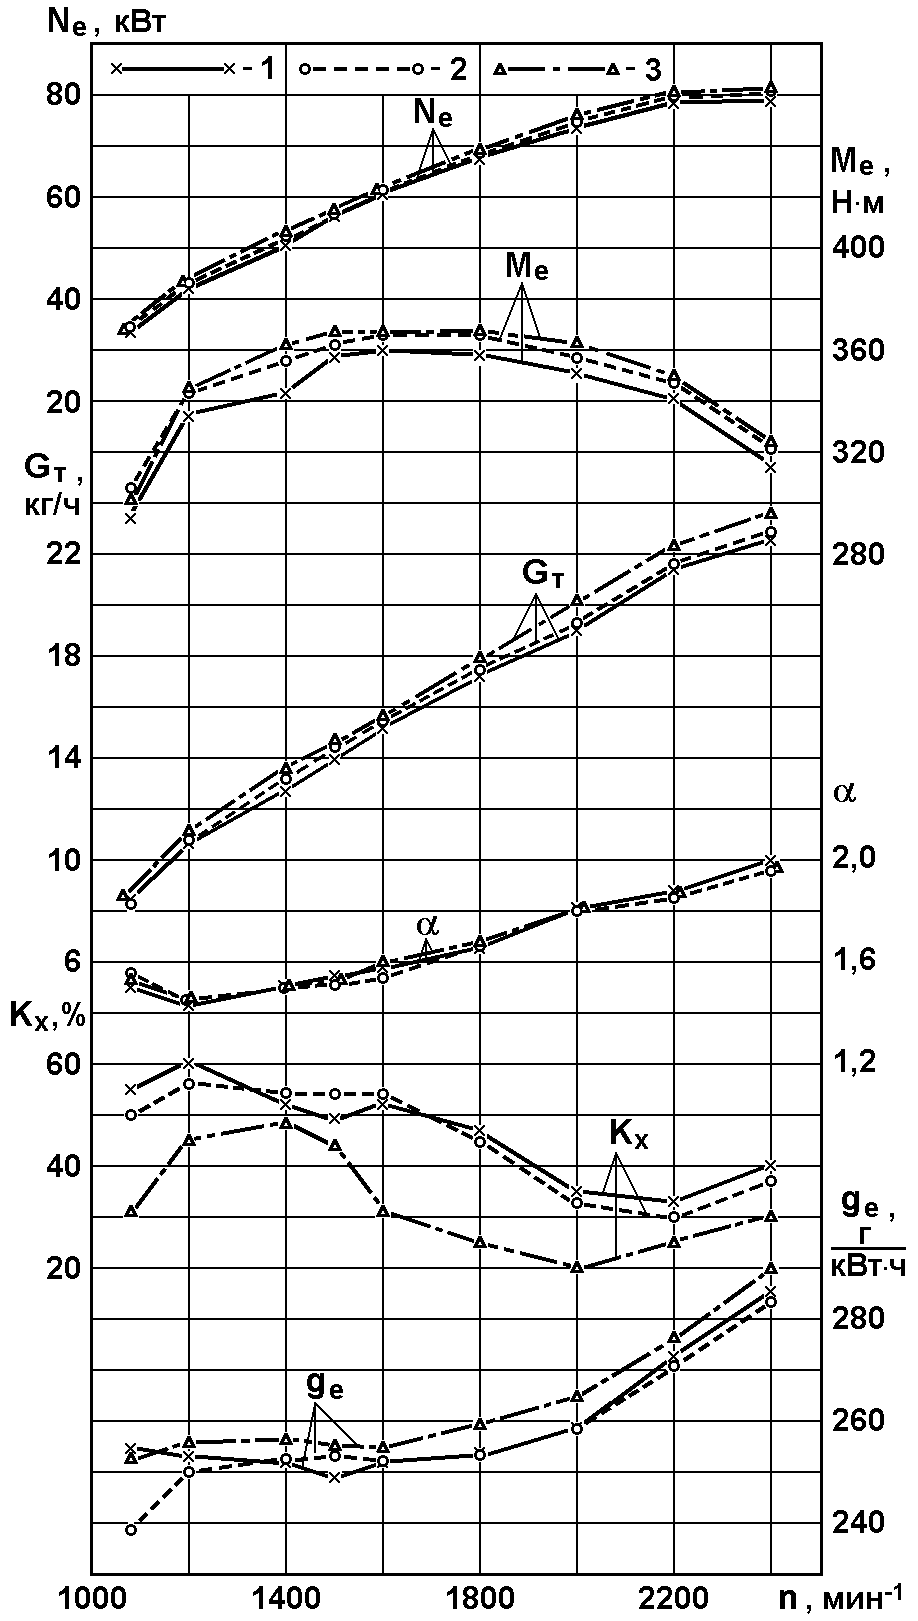 Nе, кВт
1
2
3
80
Nе
Mе,
Н·м
60
400
Mе
40
360
20
320
Gт,
кг/ч
22
280
Gт
18
14
α
10
2,0
α
6
1,6
Kх,%
60
1,2
Kх
40
gе,
г
кВт·ч
20
280
gе
260
240
1000
1400
1800
2200
n, мин-1